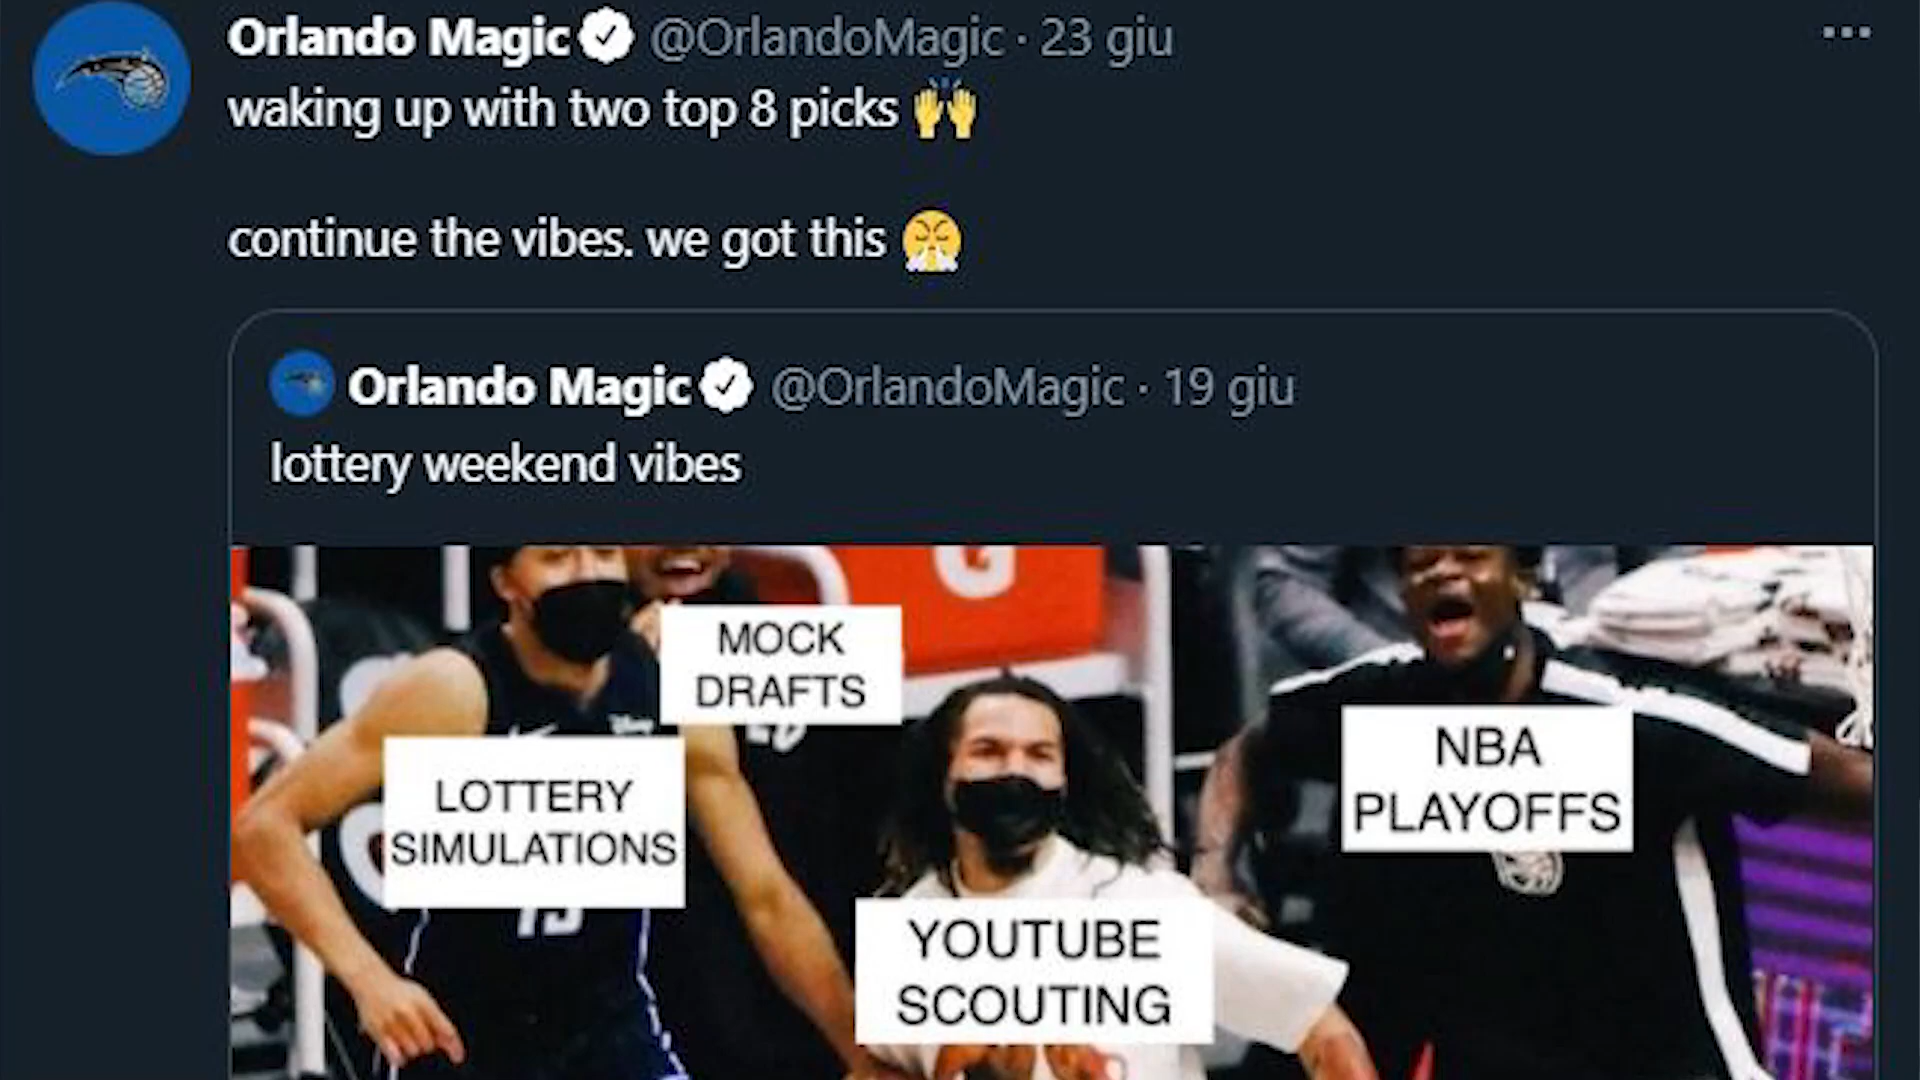 Orlando Magic @OrlandoMagic · 23 giu
waking up with two top 8 picks 🙌
continue the vibes. we got this 😤
Orlando Magic @OrlandoMagic · 19 giu
lottery weekend vibes
G
MOCK
DRAFTS
LOTTERY
SIMULATIONS
NBA
PLAYOFFS
YOUTUBE
SCOUTING